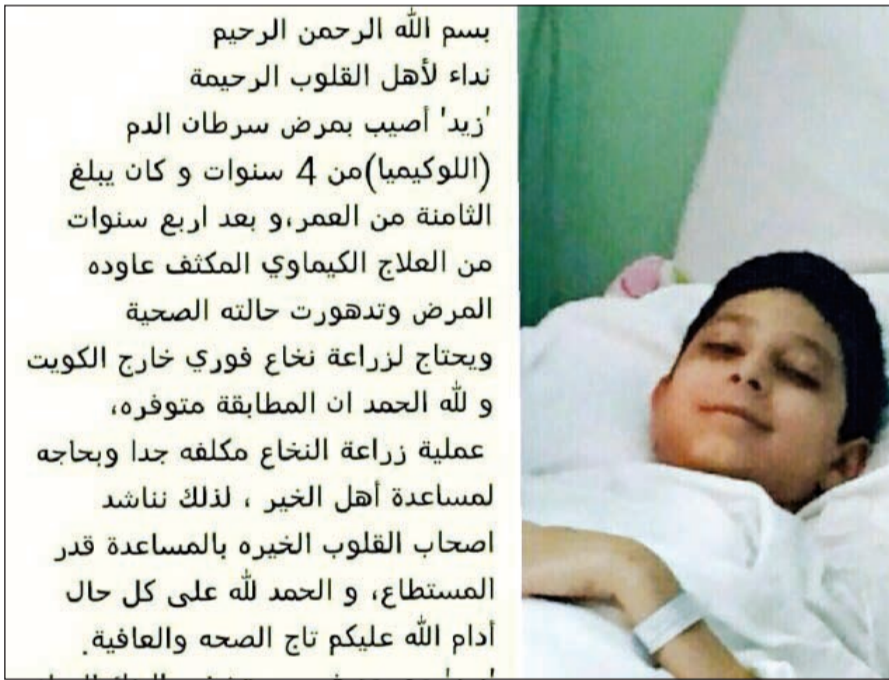 بسم الله الرحمن الرحيم
نداء لأهل القلوب الرحيمة
'زيد' أصيب بمرض سرطان الدم
(اللوكيميا)من 4 سنوات و كان يبلغ
الثامنة من العمر،و بعد اربع سنوات
من العلاج الكيماوي المكثف عاوده
المرض وتدهورت حالته الصحية
ويحتاج لزراعة نخاع فوري خارج الكويت
و لله الحمد ان المطابقة متوفره،
عملية زراعة النخاع مكلفه جدا وبحاجه
لمساعدة أهل الخير ، لذلك نناشد
اصحاب القلوب الخيره بالمساعدة قدر
المستطاع، و الحمد لله على كل حال
أدام الله عليكم تاج الصحه والعافية.